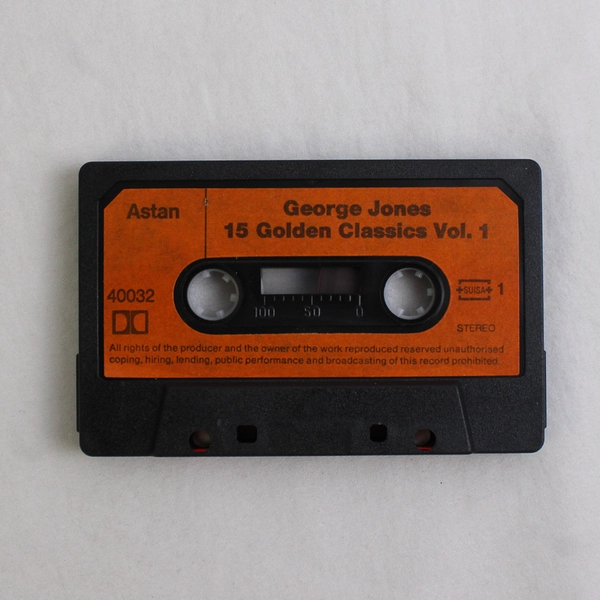 Astan
George Jones
15 Golden Classics Vol. 1
40032
100 50 0
SUISA 1
STEREO
All rights of the producer and the owner of the work reproduced reserved unauthorised
coping, hiring, lending, public performance and broadcasting of this record prohibited.